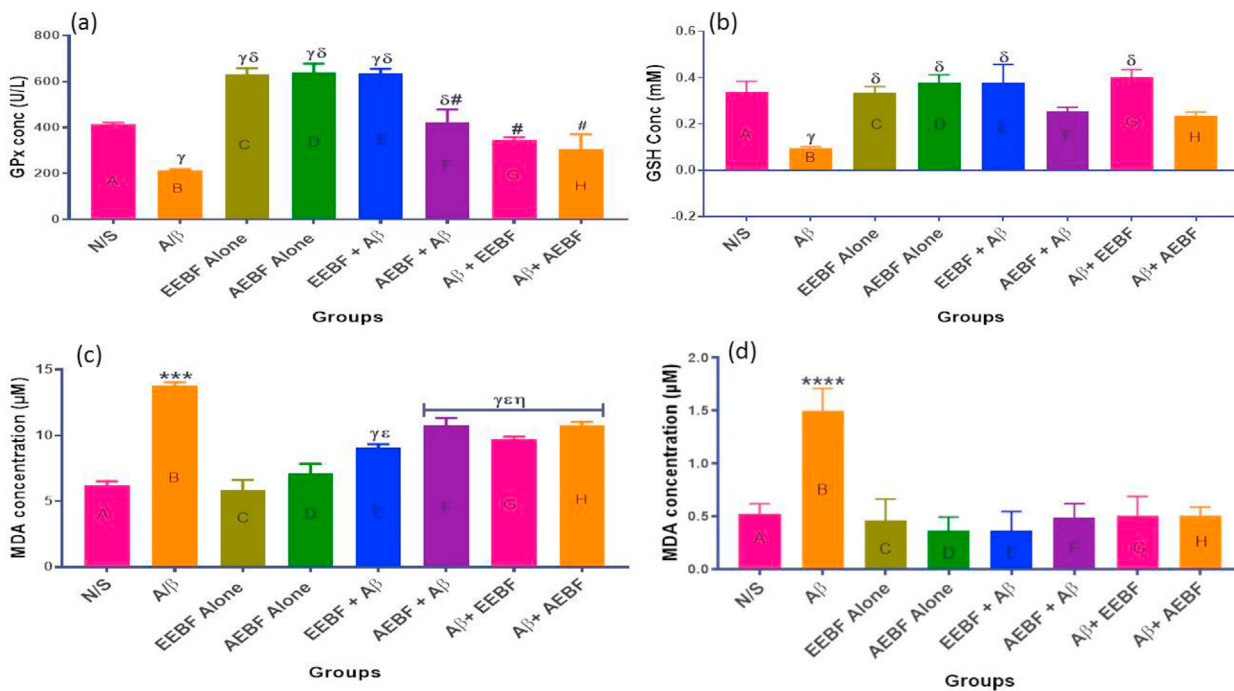 (a)
GPx conc (U/L)
800
600
400
200
0
γ
γδ
γδ
γδ
δ#
#
#
A
B
C
D
E
F
G
H
N/S
A/β
EEBF Alone
AEBF Alone
EEBF + Aβ
AEBF + Aβ
Aβ+ EEBF
Aβ+ AEBF
Groups
(b)
GSH Conc (mM)
0.6
0.4
0.2
0.0
-0.2
γ
δ
δ
δ
δ
A
B
C
D
E
F
G
H
N/S
Aβ
EEBF Alone
AEBF Alone
EEBF + Aβ
AEBF + Aβ
Aβ+ EEBF
Aβ+ AEBF
Groups
(c)
MDA concentration (μM)
15
10
5
0
***
γε
γεη
A
B
C
D
E
F
G
H
N/S
A/β
EEBF Alone
AEBF Alone
EEBF + Aβ
AEBF + Aβ
Aβ+ EEBF
Aβ+ AEBF
Groups
(d)
MDA concentration (μM)
2.0
1.5
1.0
0.5
0.0
****
A
B
C
D
E
F
G
H
N/S
Aβ
EEBF Alone
AEBF Alone
EEBF + Aβ
AEBF + Aβ
Aβ+ EEBF
Aβ+ AEBF
Groups